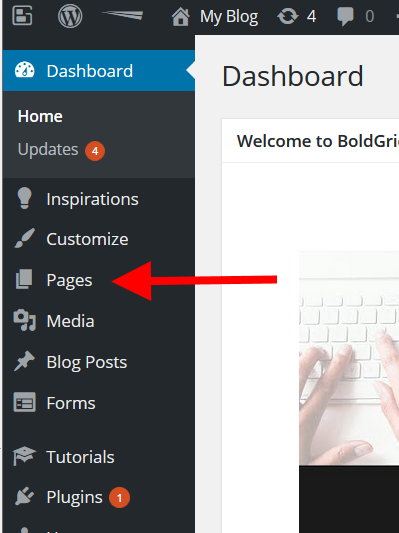 My Blog 4 0
Dashboard
Home
Updates 4
Inspirations
Customize
Pages
Media
Blog Posts
Forms
Tutorials
Plugins 1
Dashboard
Welcome to BoldGri